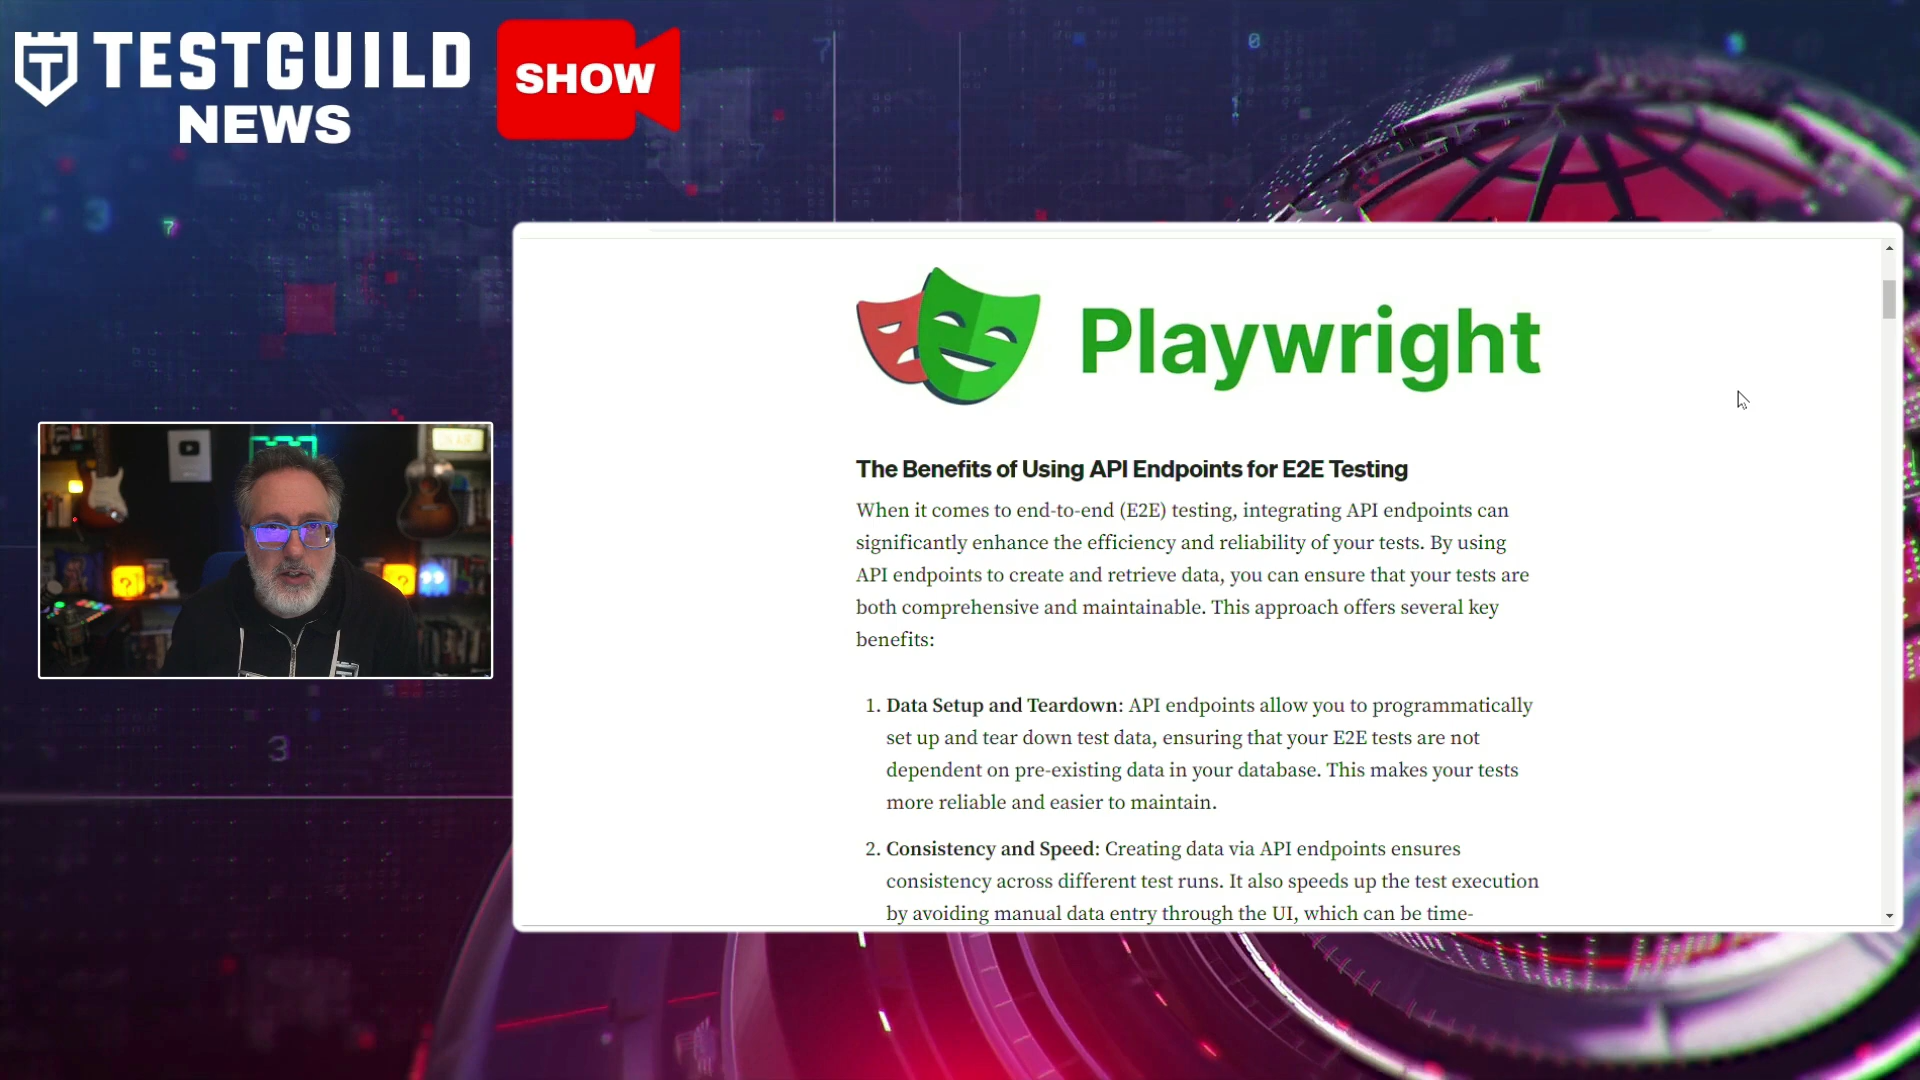 TESTGUILD
NEWS
SHOW
Playwright
The Benefits of Using API Endpoints for E2E Testing
When it comes to end-to-end (E2E) testing, integrating API endpoints can
significantly enhance the efficiency and reliability of your tests. By using
API endpoints to create and retrieve data, you can ensure that your tests are
both comprehensive and maintainable. This approach offers several key
benefits:
1. Data Setup and Teardown: API endpoints allow you to programmatically
set up and tear down test data, ensuring that your E2E tests are not
dependent on pre-existing data in your database. This makes your tests
more reliable and easier to maintain.
2. Consistency and Speed: Creating data via API endpoints ensures
consistency across different test runs. It also speeds up the test execution
by avoiding manual data entry through the UI, which can be time-
7
3
7
0
1
3